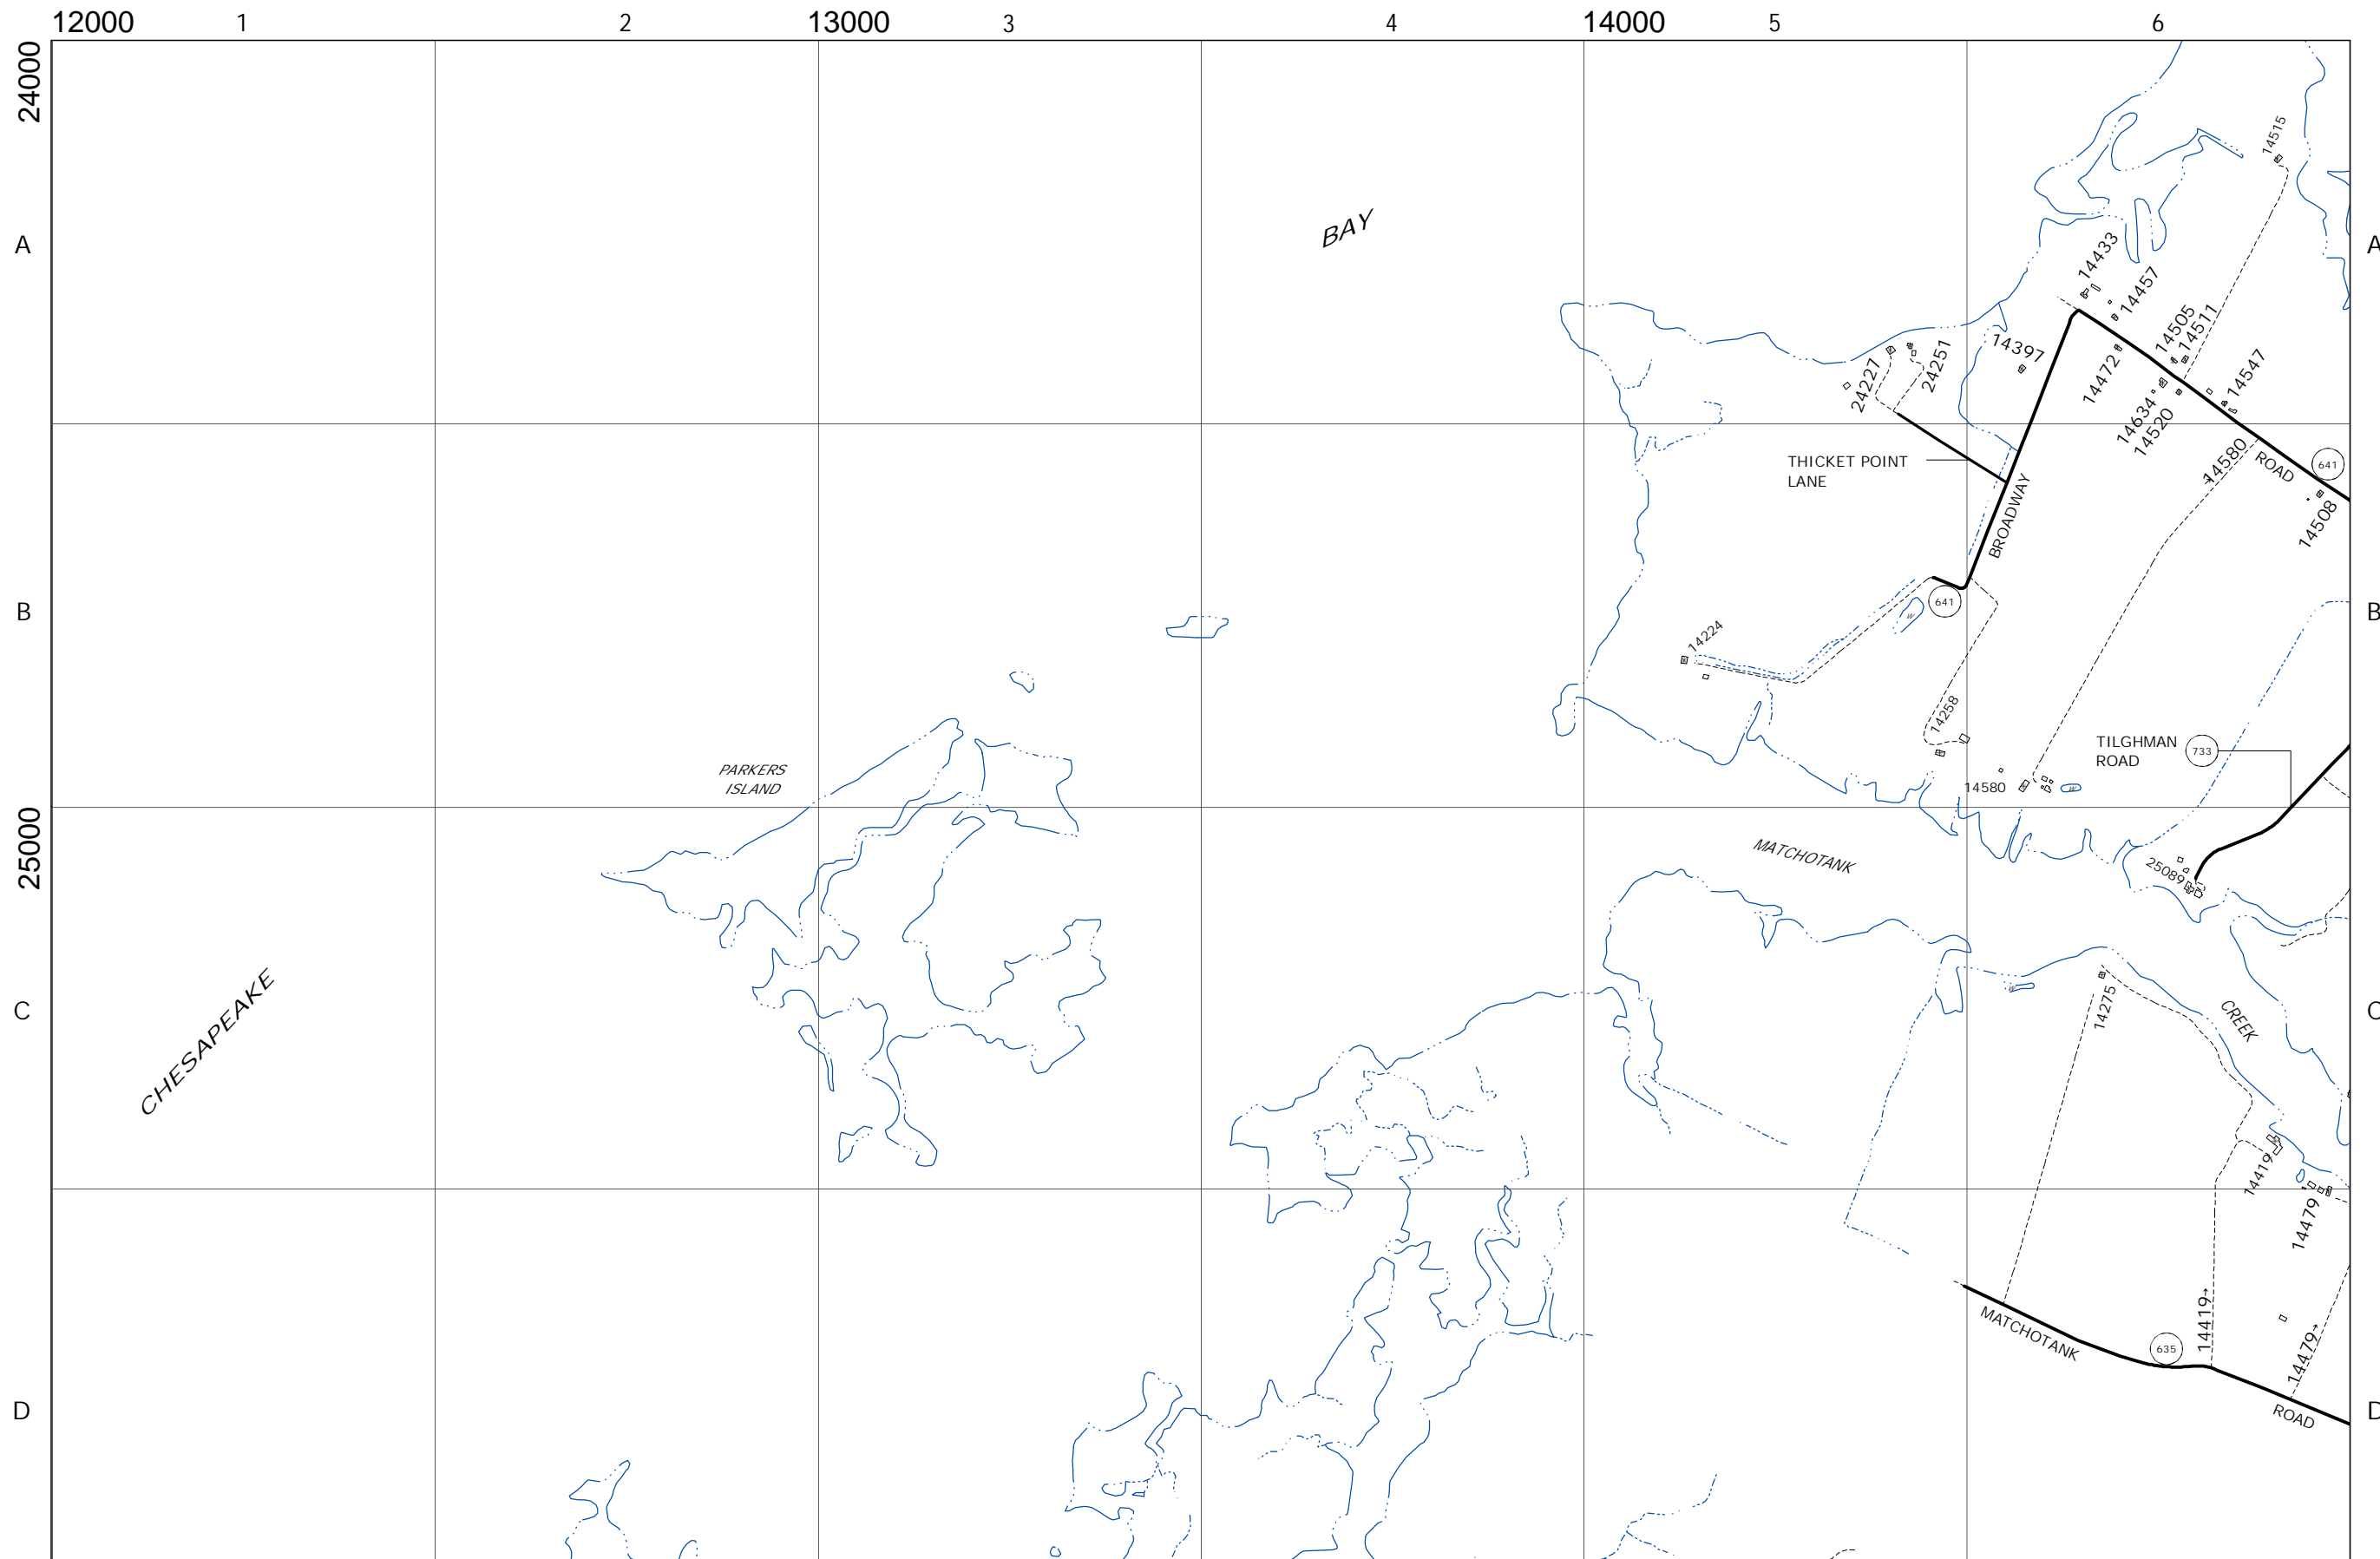 12000 1 2 13000 3 4 14000 5 6
24000
14515
A
BAY
A
14433
14457
14505
14511
14397
24227
24251
14472
14547
14634
14520
THICKET POINT
LANE
14580
ROAD
641
14508
BROADWAY
B
641
W
B
14224
14258
PARKERS
ISLAND
TILGHMAN
ROAD
733
14580
W
25000
MATCHOTANK
25089
CHESAPEAKE
C
W
14275
CREEK
C
14419
14479
14419→
14479→
MATCHOTANK
635
D
ROAD
D